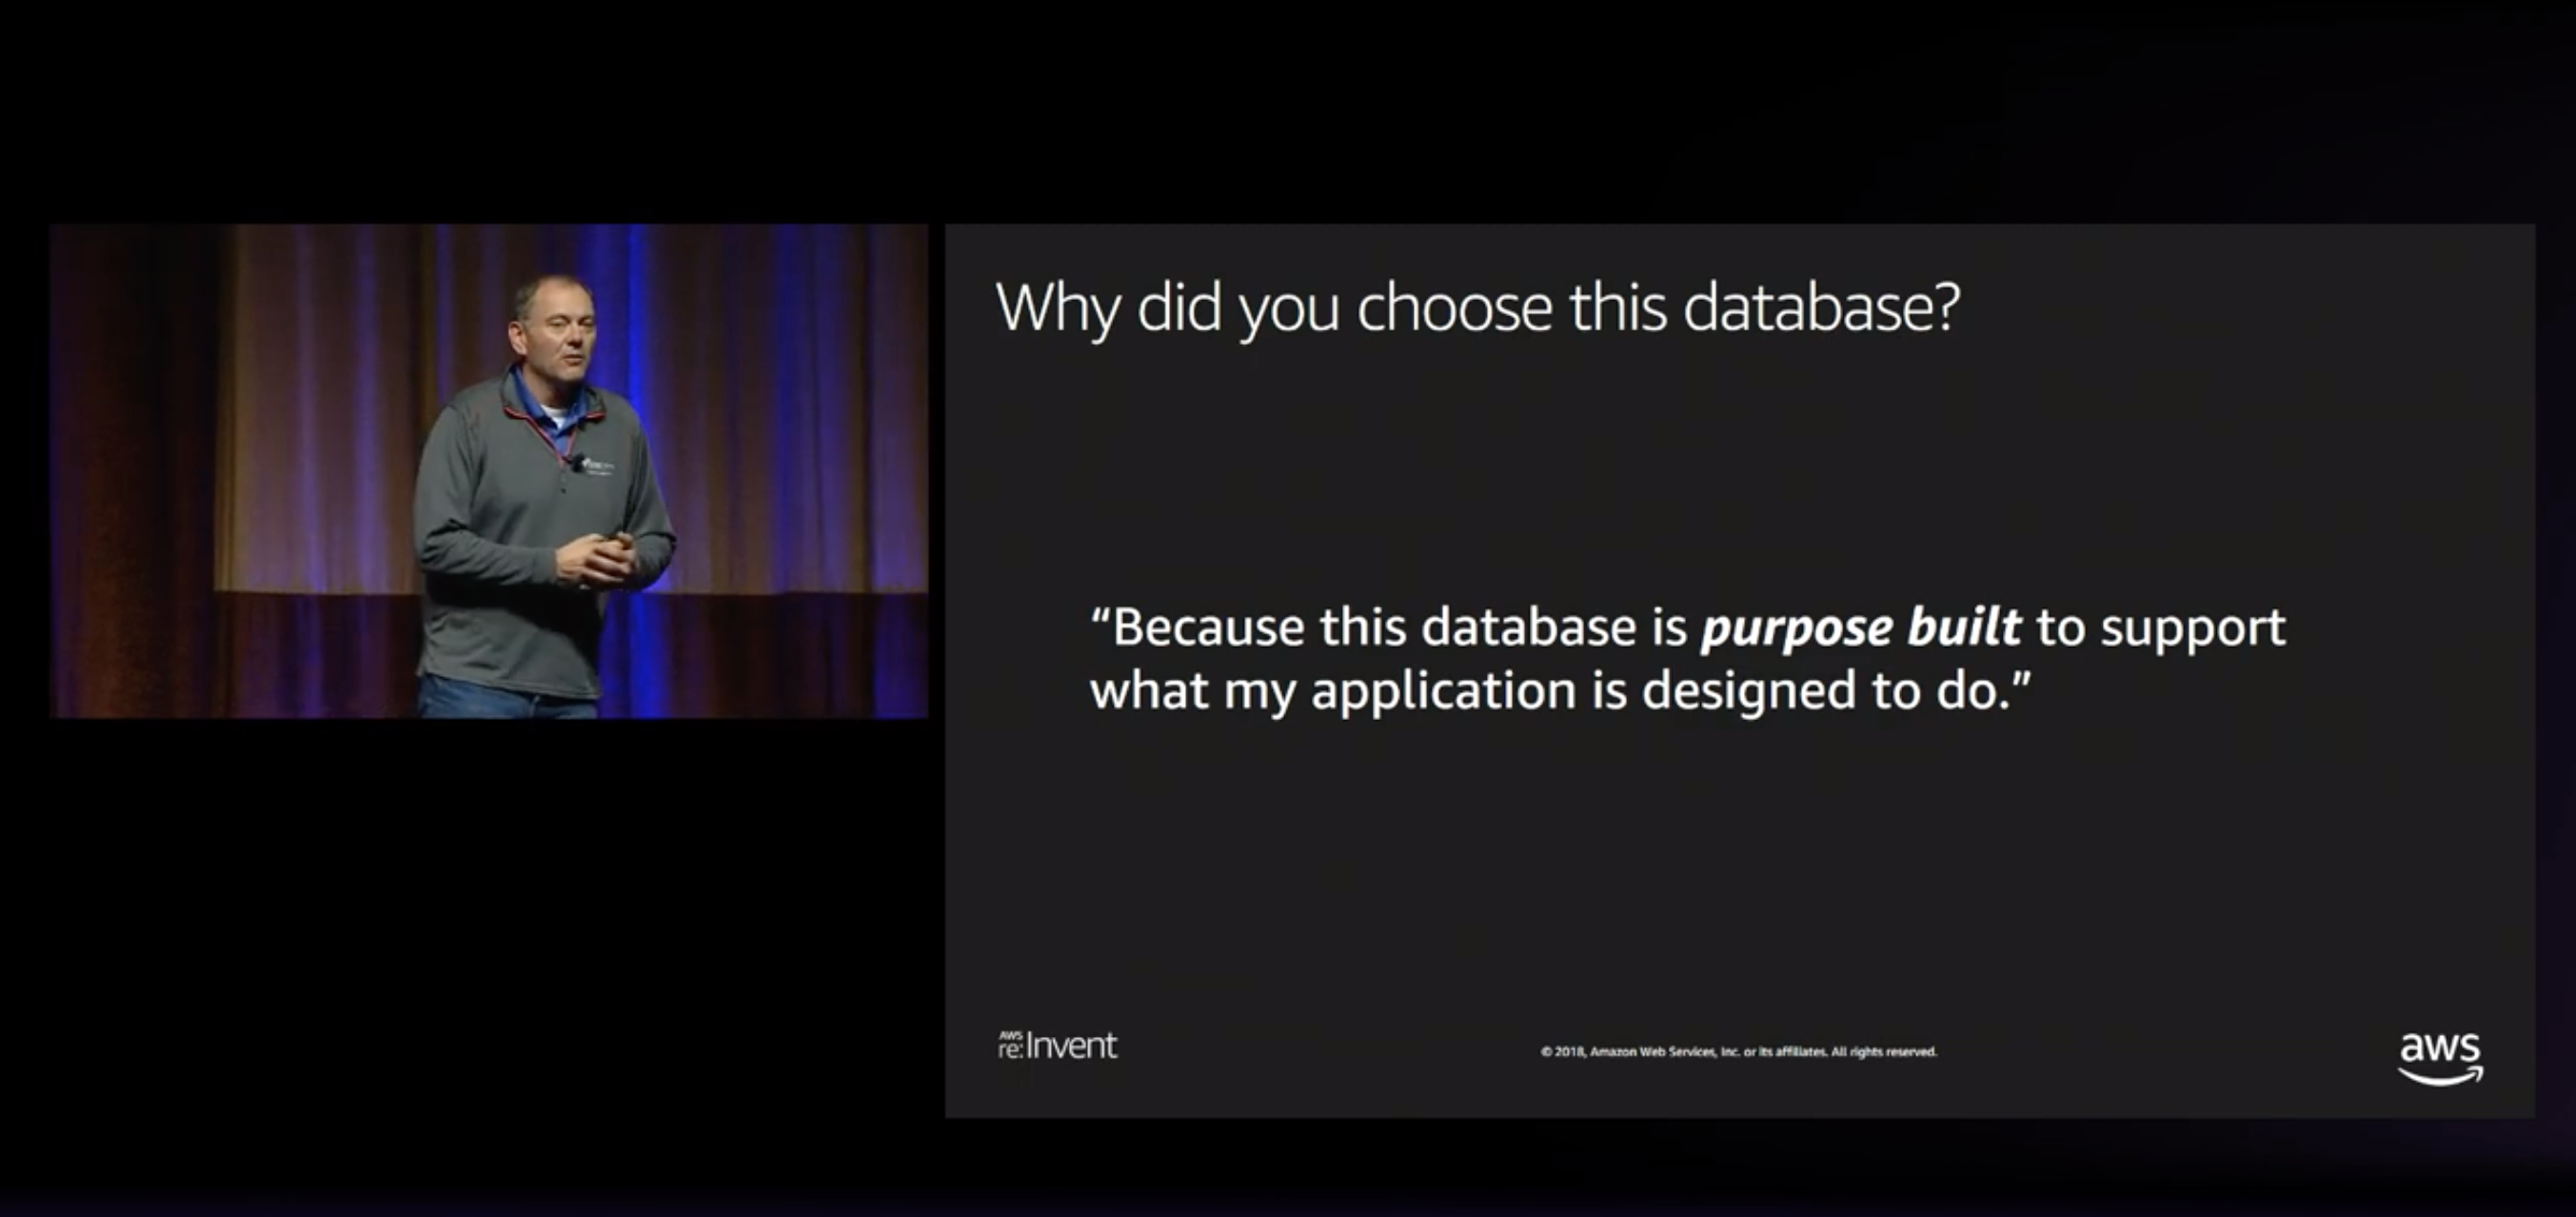 Why did you choose this database?
“Because this database is purpose built to support
what my application is designed to do.”
AWS
re:Invent
© 2018, Amazon Web Services, Inc. or its affiliates. All rights reserved.
aws